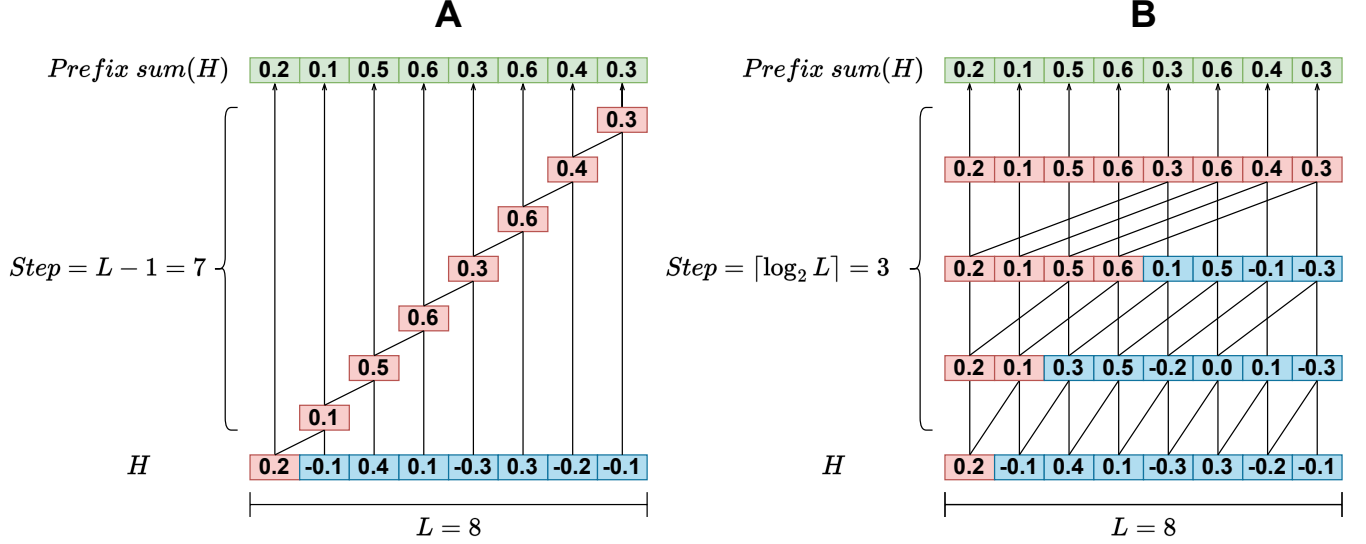 A
Prefix sum(H) 0.2 0.1 0.5 0.6 0.3 0.6 0.4 0.3
0.3
0.4
0.6
Step = L − 1 = 7 0.3
0.6
0.5
0.1
H 0.2 -0.1 0.4 0.1 -0.3 0.3 -0.2 -0.1
L = 8
B
Prefix sum(H) 0.2 0.1 0.5 0.6 0.3 0.6 0.4 0.3
0.2 0.1 0.5 0.6 0.3 0.6 0.4 0.3
Step = ⌈log₂ L⌉ = 3 0.2 0.1 0.5 0.6 0.1 0.5 -0.1 -0.3
0.2 0.1 0.3 0.5 -0.2 0.0 0.1 -0.3
H 0.2 -0.1 0.4 0.1 -0.3 0.3 -0.2 -0.1
L = 8